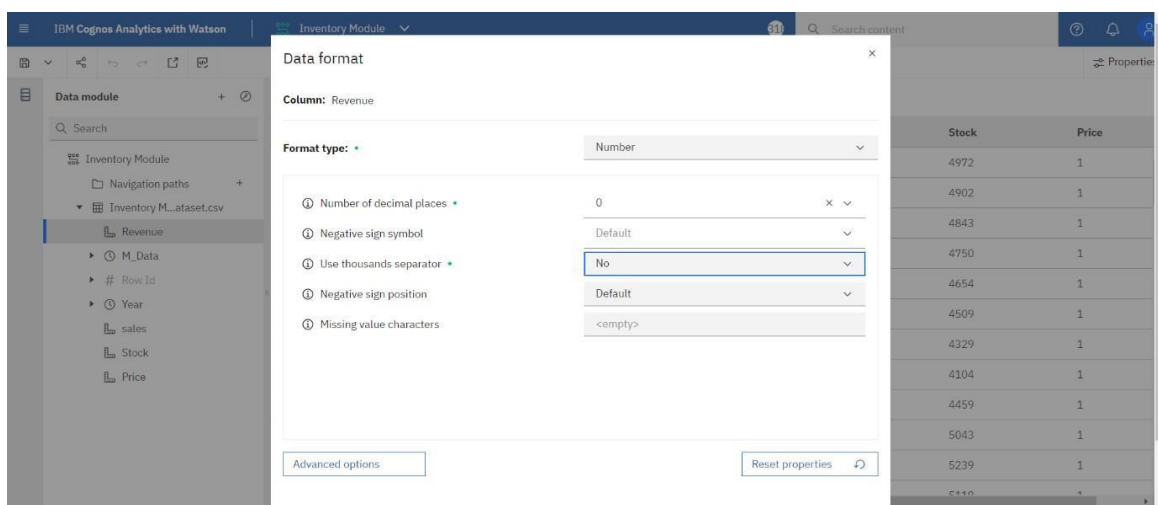 IBM Cognos Analytics with Watson
Inventory Module
Search content
Properties
Data module
Search
Inventory Module
Navigation paths
Inventory M...ataset.csv
Revenue
M_Data
# Row Id
Year
sales
Stock
Price
Data format
Column: Revenue
Format type: Number
Number of decimal places 0
Negative sign symbol Default
Use thousands separator No
Negative sign position Default
Missing value characters <empty>
Advanced options
Reset properties
Stock Price
4972 1
4902 1
4843 1
4750 1
4654 1
4509 1
4329 1
4104 1
4459 1
5043 1
5239 1